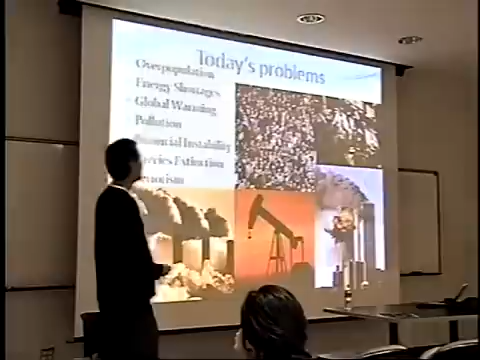 Today's problems
Overpopulation
Energy Shortages
Global Warming
Pollution
Financial Instability
Species Extinction
Terrorism